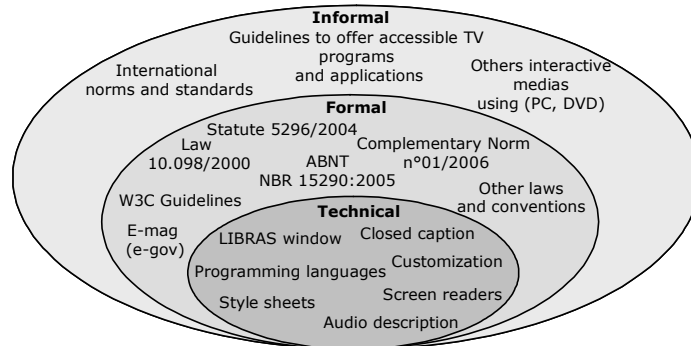 Informal
Guidelines to offer accessible TV
programs
and applications
International
norms and standards
Others interactive
medias
using (PC, DVD)
Formal
Statute 5296/2004
Law
10.098/2000
Complementary Norm
n°01/2006
ABNT
NBR 15290:2005
W3C Guidelines
Other laws
and conventions
E-mag
(e-gov)
Technical
LIBRAS window
Closed caption
Programming languages
Customization
Style sheets
Screen readers
Audio description